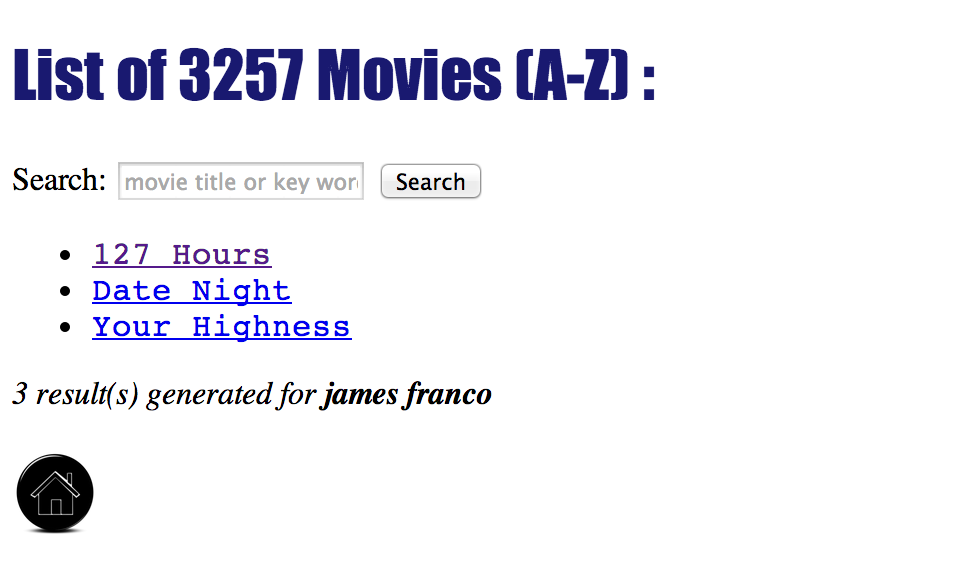 List of 3257 Movies (A-Z) :
Search: movie title or key wor Search
127 Hours
Date Night
Your Highness
3 result(s) generated for james franco